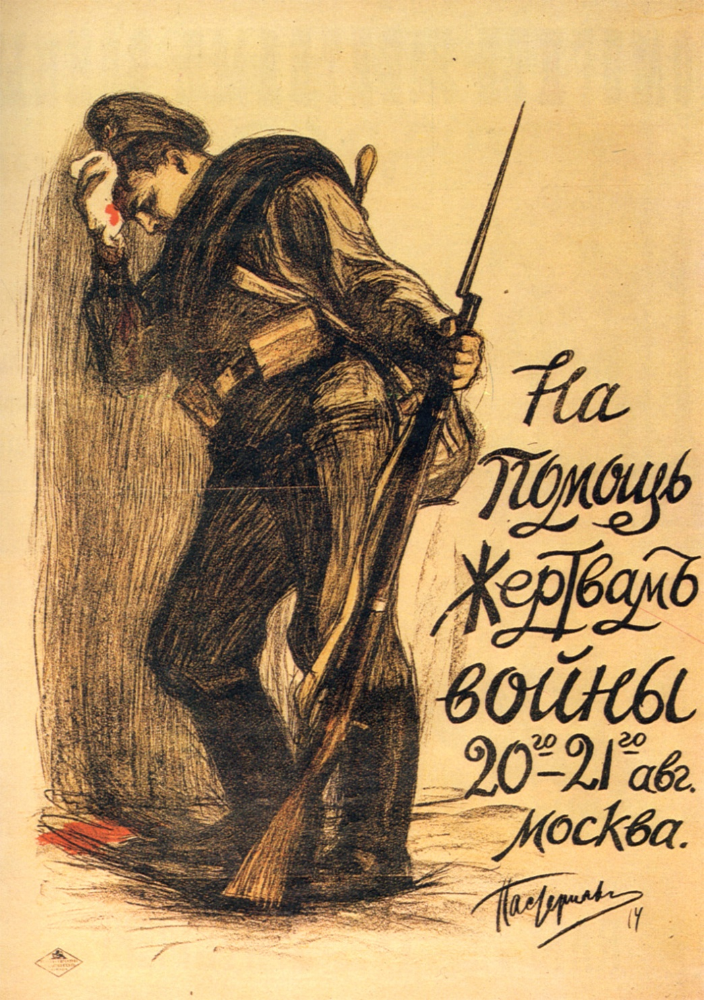 На
Помощь
Жертвамъ
войны
20го-21го авг.
Москва.
Пастернакъ
14